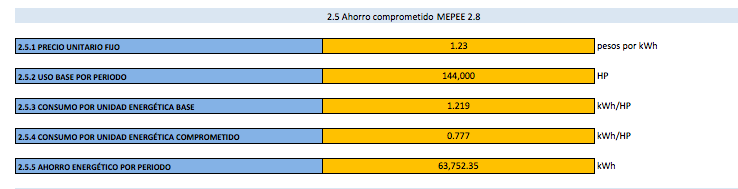 2.5 Ahorro comprometido MEPEE 2.8
2.5.1 PRECIO UNITARIO FIJO 1.23 pesos por kWh
2.5.2 USO BASE POR PERIODO 144,000 HP
2.5.3 CONSUMO POR UNIDAD ENERGÉTICA BASE 1.219 kWh/HP
2.5.4 CONSUMO POR UNIDAD ENERGÉTICA COMPROMETIDO 0.777 kWh/HP
2.5.5 AHORRO ENERGÉTICO POR PERIODO 63,752.35 kWh